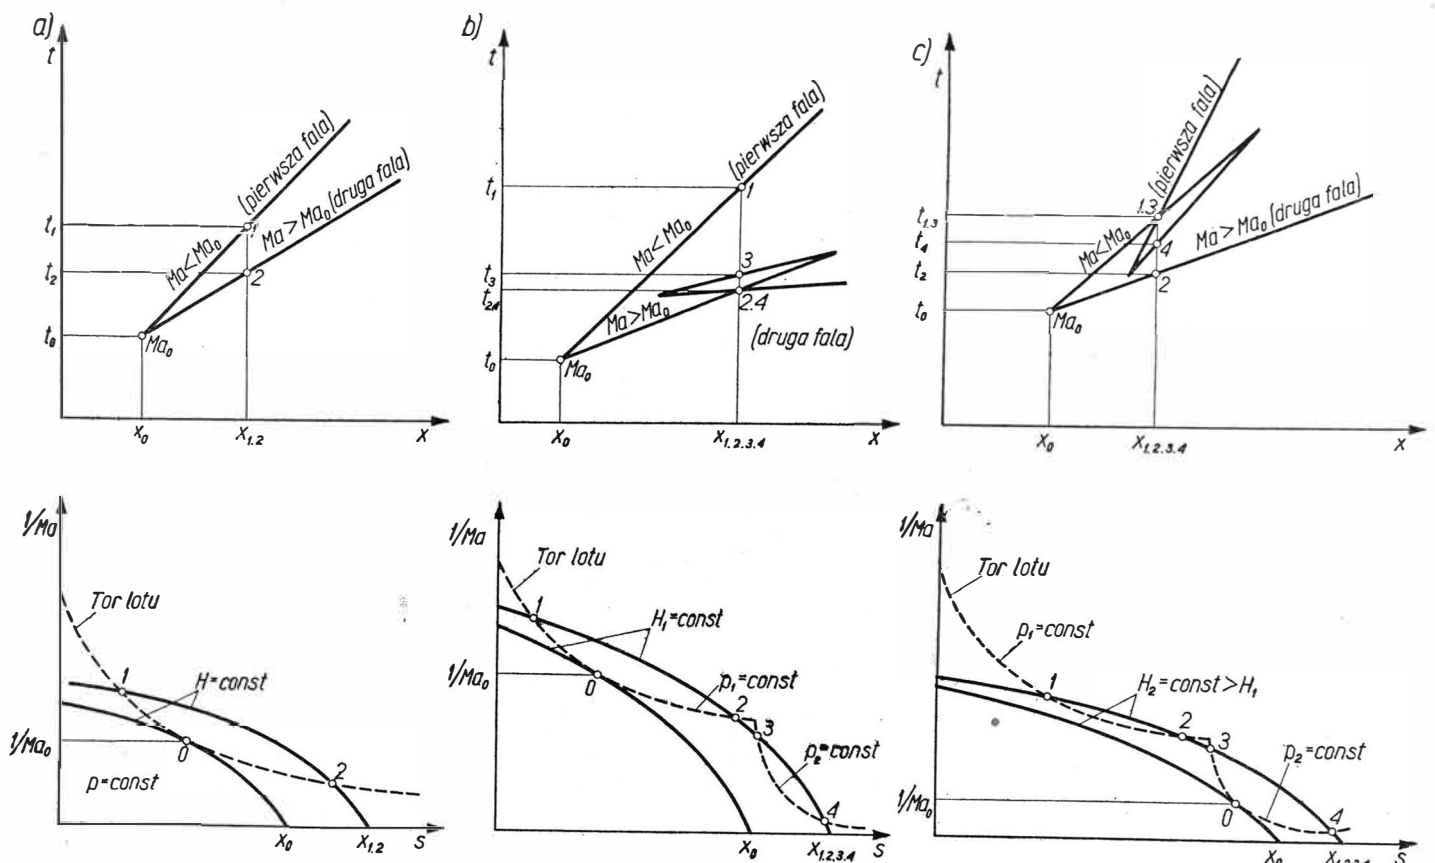 a)
t
(pierwsza fala)
Ma<Ma₀
Ma>Ma₀ (druga fala)
t₁
1
t₂
2
t₀
Ma₀
x₀
x₁.₂
x
b)
t
(pierwsza fala)
t₁
1
Ma<Ma₀
t₃
3
t₂.₄
2.4
Ma>Ma₀
(druga fala)
t₀
Ma₀
x₀
x₁.₂.₃.₄
x
c)
t
(pierwsza fala)
1.3
t₁.₃
Ma<Ma₀
Ma>Ma₀ (druga fala)
t₄
4
t₂
2
t₀
Ma₀
x₀
x₁.₂.₃.₄
x
1/Ma
Tor lotu
1
H=const
1/Ma₀
0
2
p=const
x₀
x₁.₂
s
1/Ma
Tor lotu
1
H₁=const
1/Ma₀
0
p₁=const
2
3
p₂=const
4
x₀
x₁.₂.₃.₄
s
1/Ma
Tor lotu
p₁=const
1
H₂=const>H₁
2
3
p₂=const
1/Ma₀
0
4
x₀
x₁.₂.₃.₄
s